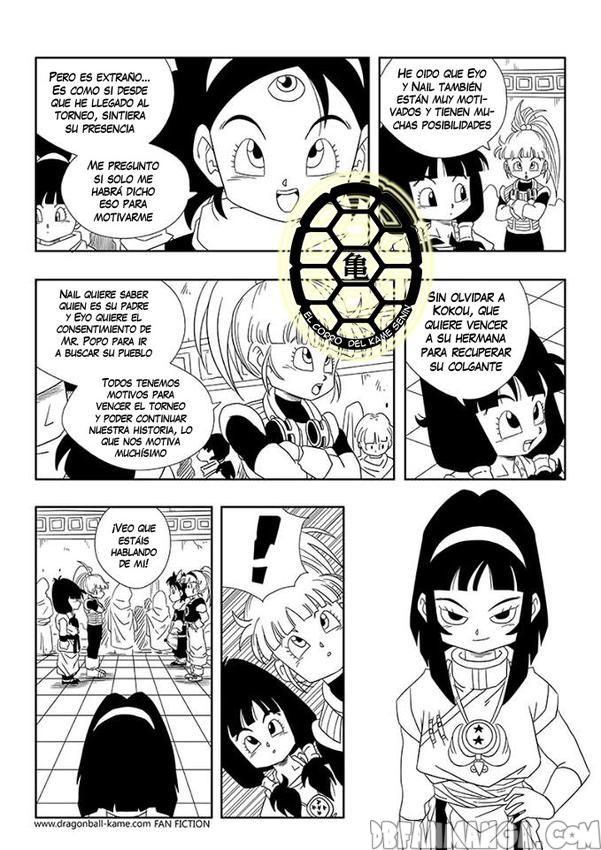 PERO ES EXTRAÑO...
ES COMO SI DESDE
QUE HE LLEGADO AL
TORNEO, SINTIERA
SU PRESENCIA
ME PREGUNTO
SI SOLO ME
HABRÁ DICHO
ESO PARA
MOTIVARME
HE OIDO QUE EYO
Y NAIL TAMBIÉN
ESTÁN MUY MOTI-
VADOS Y TIENEN MU-
CHAS POSIBILIDADES
亀
EL CORRO DEL KAME SENIN
NAIL QUIERE SABER
QUIEN ES SU PADRE
Y EYO QUIERE EL
CONSENTIMIENTO DE
MR. POPO PARA IR
A BUSCAR SU PUEBLO
TODOS TENEMOS
MOTIVOS PARA
VENCER EL TORNEO
Y PODER CONTINUAR
NUESTRA HISTORIA, LO
QUE NOS MOTIVA
MUCHÍSIMO
SIN OLVIDAR A
KOKOU, QUE
QUIERE VENCER
A SU HERMANA
PARA RECUPERAR
SU COLGANTE
¡VEO QUE
ESTÁIS
HABLANDO
DE MI!
!
www.dragonball-kame.com FAN FICTION
DBFANMANGA.COM